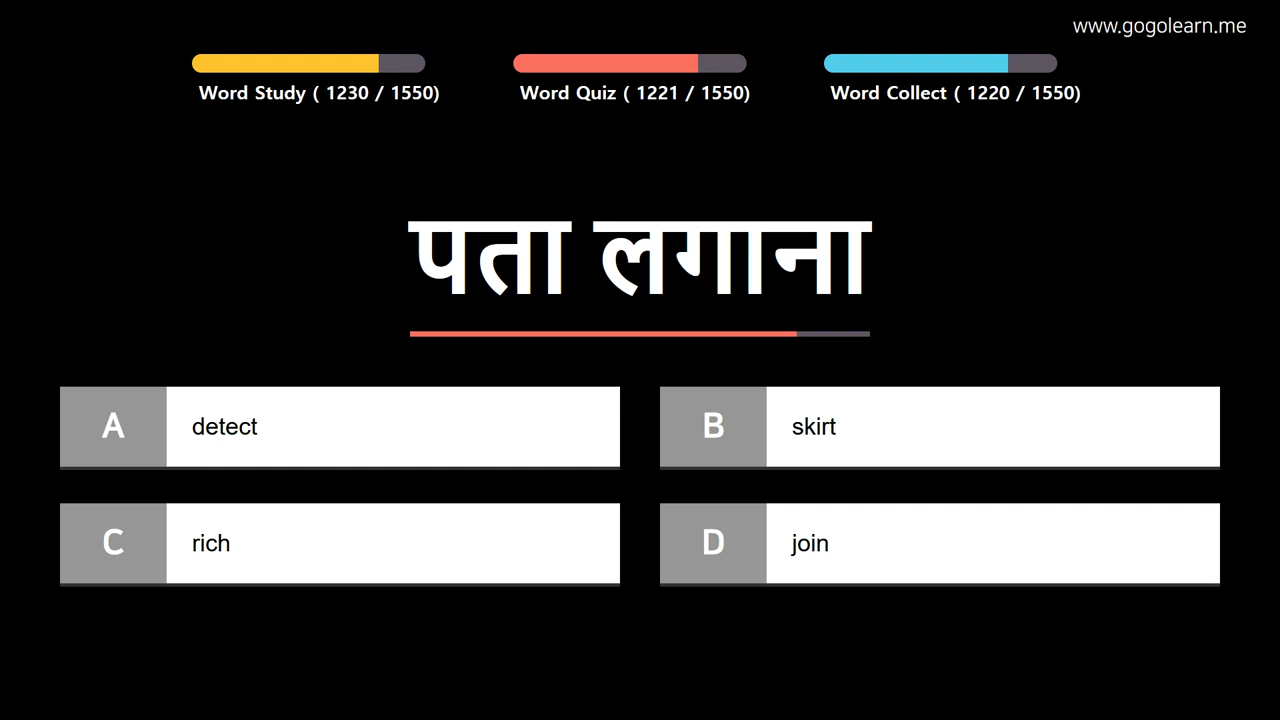 www.gogolearn.me
Word Study ( 1230 / 1550)
Word Quiz ( 1221 / 1550)
Word Collect ( 1220 / 1550)
पता लगाना
A detect
B skirt
C rich
D join